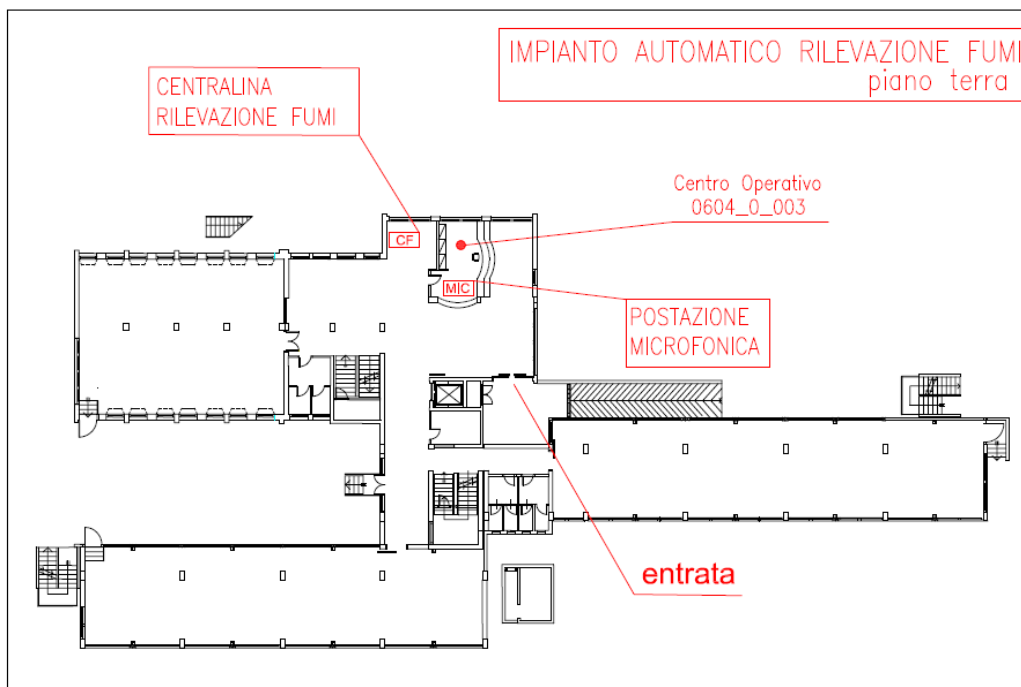 IMPIANTO AUTOMATICO RILEVAZIONE FUMI
piano terra
CENTRALINA
RILEVAZIONE FUMI
Centro Operativo
0604_0_003
CF
MIC
POSTAZIONE
MICROFONICA
entrata